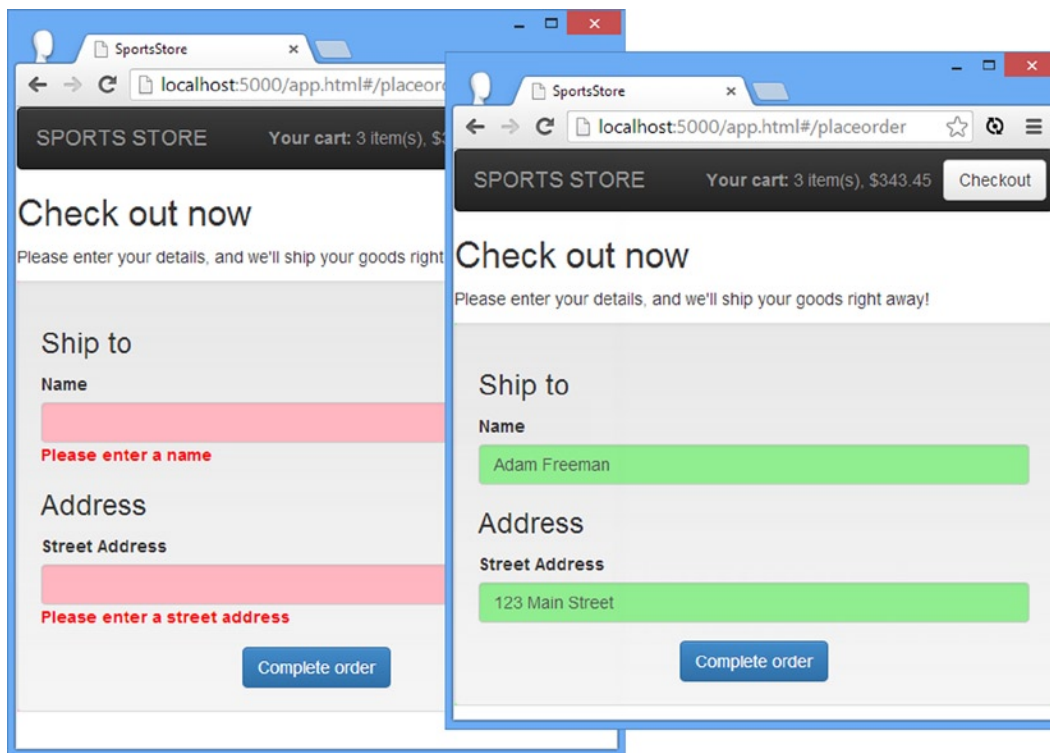 SportsStore
localhost:5000/app.html#/placeor
SPORTS STORE Your cart: 3 item(s), $
Check out now
Please enter your details, and we'll ship your goods right
Ship to
Name
Please enter a name
Address
Street Address
Please enter a street address
Complete order
SportsStore
localhost:5000/app.html#/placeorder
SPORTS STORE Your cart: 3 item(s), $343.45 Checkout
Check out now
Please enter your details, and we'll ship your goods right away!
Ship to
Name
Adam Freeman
Address
Street Address
123 Main Street
Complete order